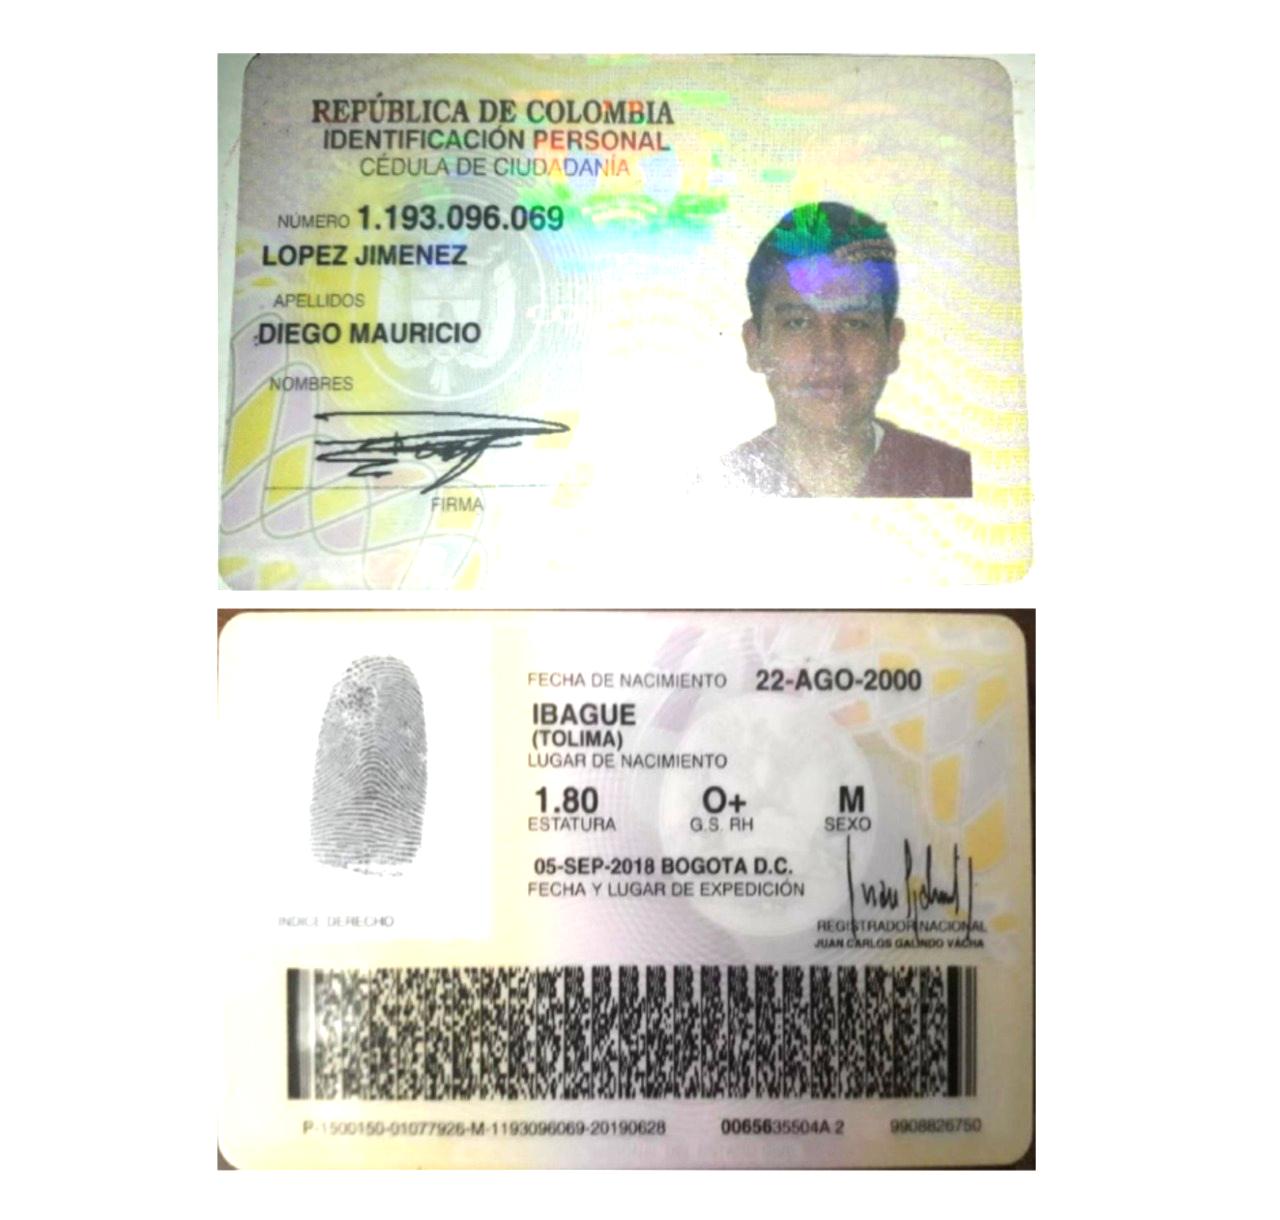 REPÚBLICA DE COLOMBIA
IDENTIFICACIÓN PERSONAL
CÉDULA DE CIUDADANÍA
NÚMERO 1.193.096.069
LOPEZ JIMENEZ
APELLIDOS
DIEGO MAURICIO
NOMBRES
FIRMA
FECHA DE NACIMIENTO 22-AGO-2000
IBAGUE
(TOLIMA)
LUGAR DE NACIMIENTO
1.80 O+ M
ESTATURA G.S. RH SEXO
05-SEP-2018 BOGOTA D.C.
FECHA Y LUGAR DE EXPEDICIÓN
REGISTRADOR NACIONAL
JUAN CARLOS GALINDO VACHA
INDICE DERECHO
P-1500150-01077926-M-1193096069-20190628 0065635504A 2 9908826750